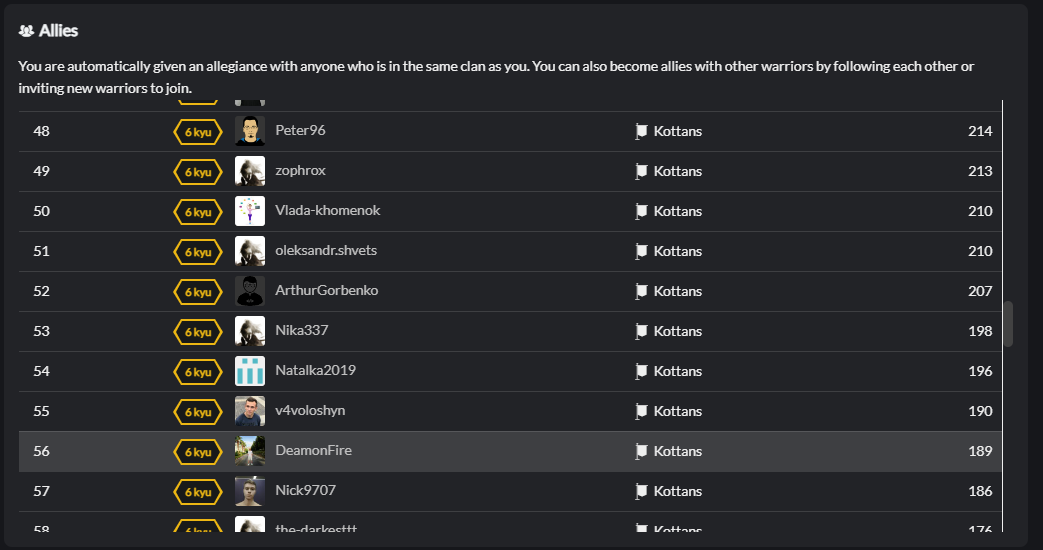 Allies
You are automatically given an allegiance with anyone who is in the same clan as you. You can also become allies with other warriors by following each other or
inviting new warriors to join.
48 6 kyu Peter96 Kottans 214
49 6 kyu zophrox Kottans 213
50 6 kyu Vlada-khomenok Kottans 210
51 6 kyu oleksandr.shvets Kottans 210
52 6 kyu ArthurGorbenko Kottans 207
53 6 kyu Nika337 Kottans 198
54 6 kyu Natalka2019 Kottans 196
55 6 kyu v4voloshyn Kottans 190
56 6 kyu DeamonFire Kottans 189
57 6 kyu Nick9707 Kottans 186
58 6 kyu the-darkesttt Kottans 176